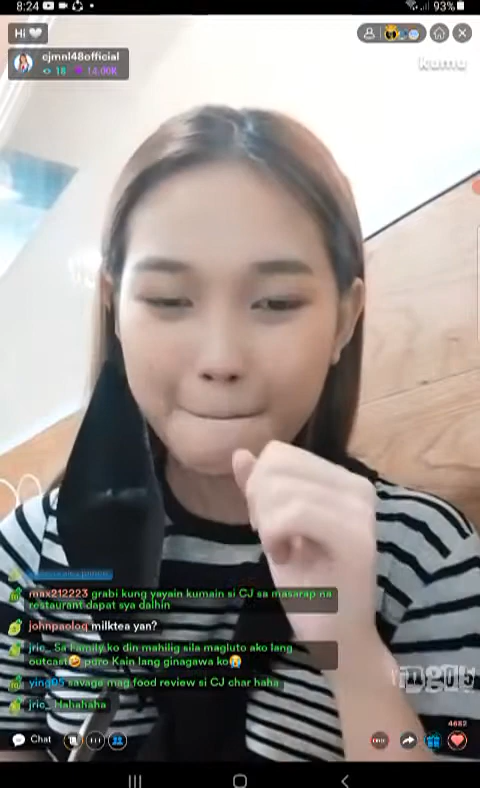 8:24
93%
Hi
cjmnl48official
18 14.00K
kumu
max212223 grabi kung yayain kumain si CJ sa masarap na
restaurant dapat sya dalhin
johnpaoloq milktea yan?
jric_ Sa Family ko din mahilig sila magluto ako lang
outcast🤣 puro Kain lang ginagawa ko😭
ying05 savage mag food review si CJ char haha
jric_ Hahahaha
4682
Chat